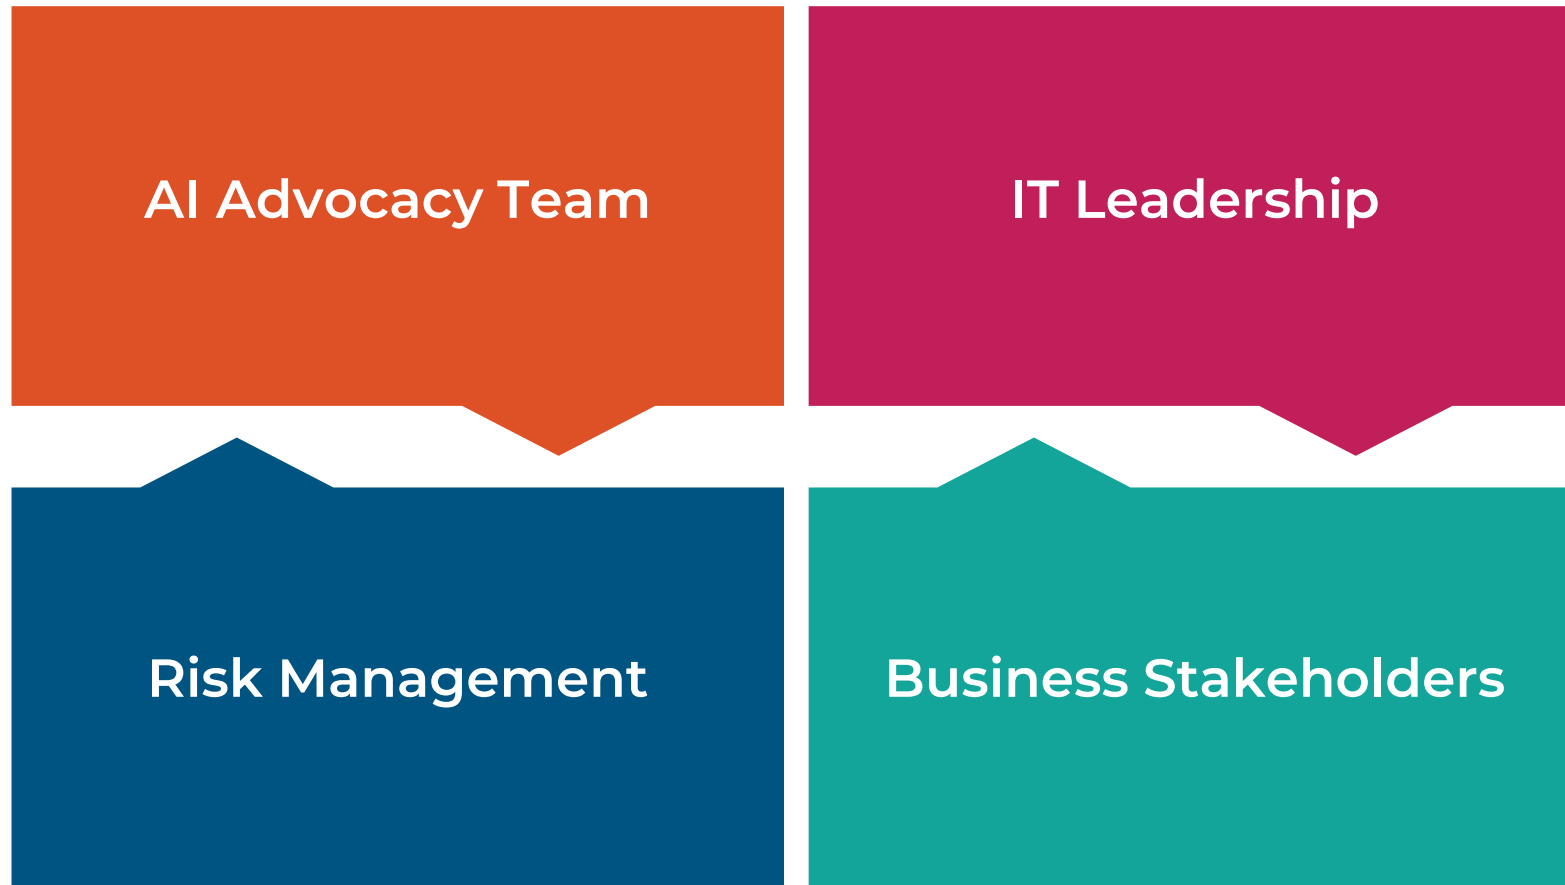 AI Advocacy Team
IT Leadership
Risk Management
Business Stakeholders